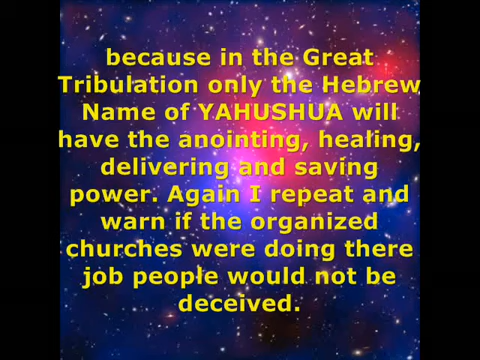 because in the Great
Tribulation only the Hebrew
Name of YAHUSHUA will
have the anointing, healing,
delivering and saving
power. Again I repeat and
warn if the organized
churches were doing there
job people would not be
deceived.